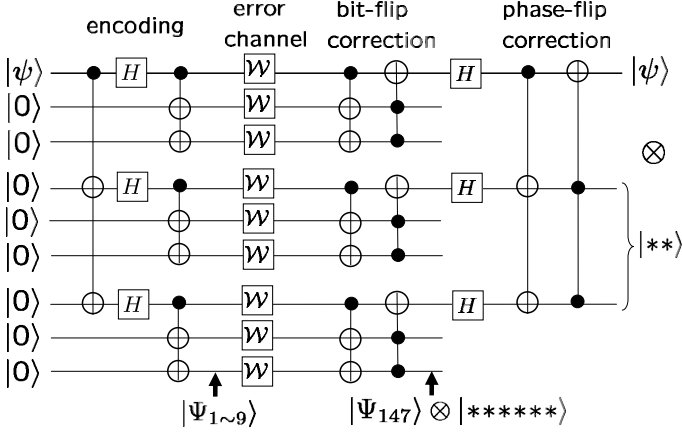 encoding
error channel
bit-flip correction
phase-flip correction
|ψ⟩ H 𝒲 H |ψ⟩
|0⟩ 𝒲
|0⟩ 𝒲
⊗
|0⟩ H 𝒲 H
|0⟩ 𝒲
|0⟩ 𝒲
|**⟩
|0⟩ H 𝒲 H
|0⟩ 𝒲
|0⟩ 𝒲
|Ψ₁~₉⟩ |Ψ₁₄₇⟩ ⊗ |******⟩